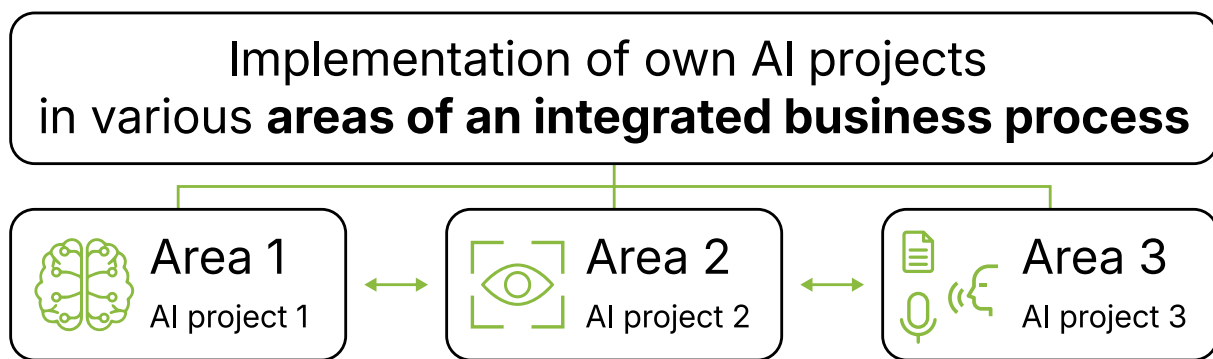 Implementation of own AI projects
in various areas of an integrated business process
Area 1
AI project 1
Area 2
AI project 2
Area 3
AI project 3